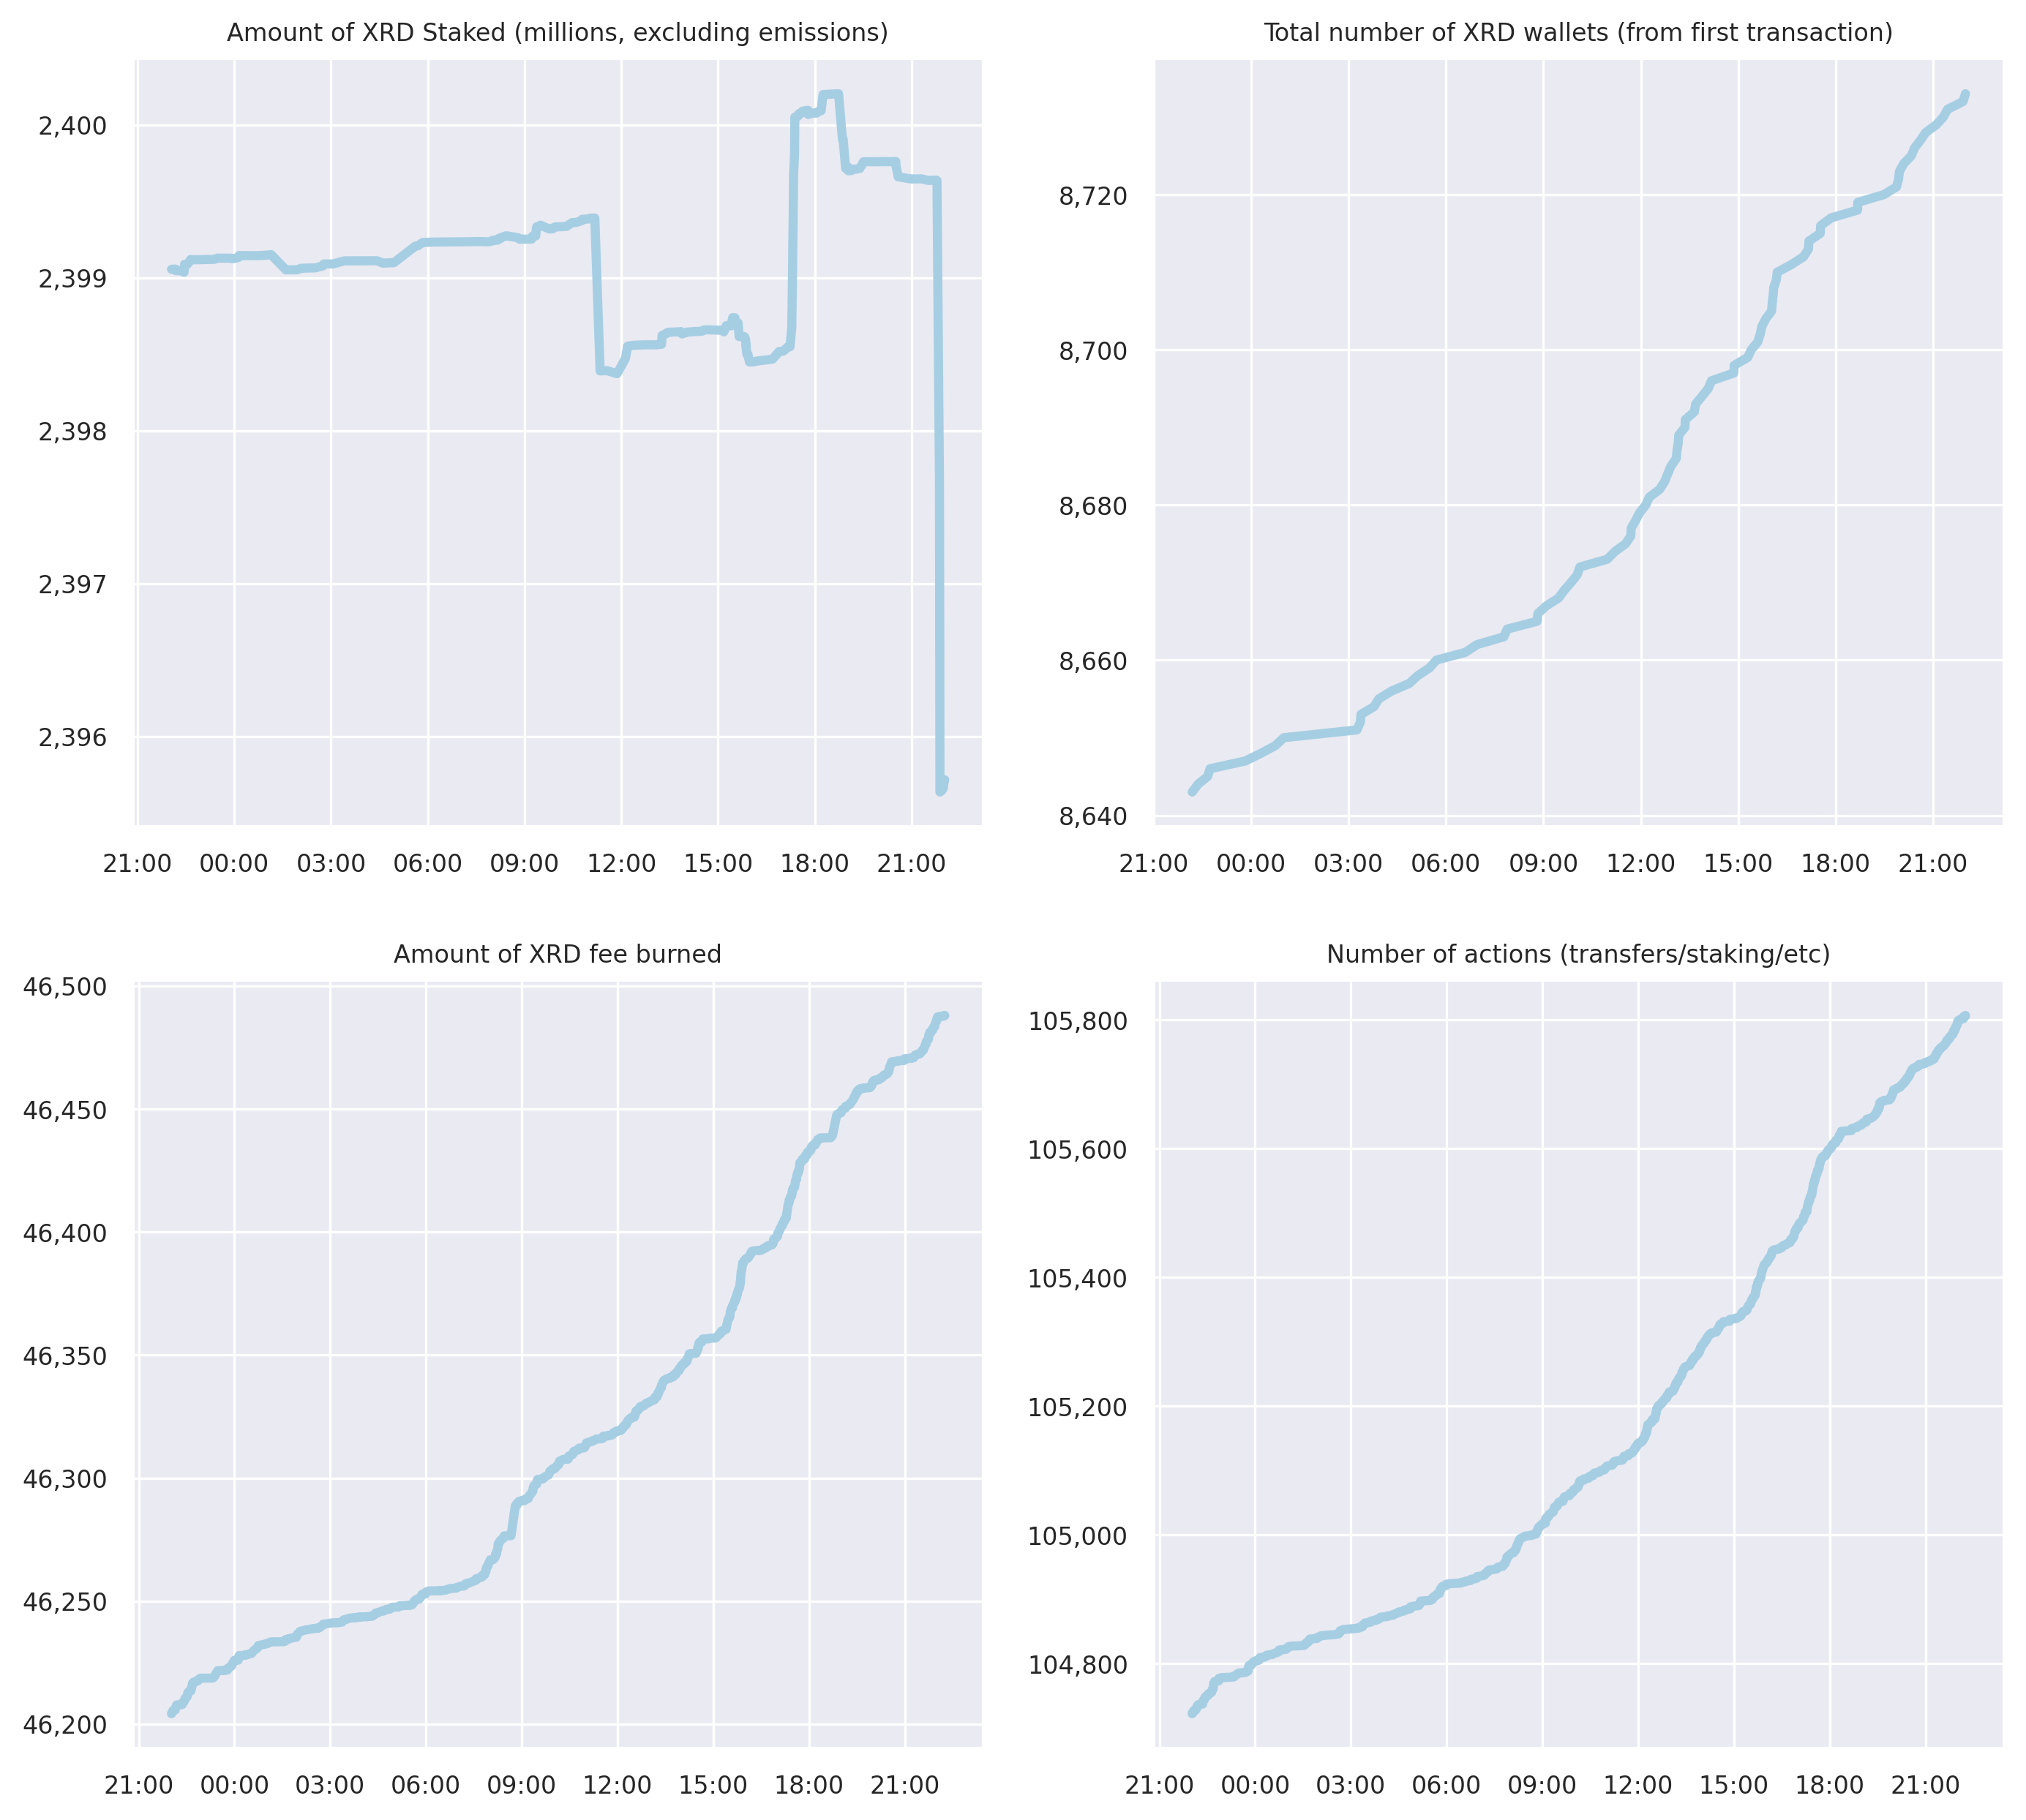 Amount of XRD Staked (millions, excluding emissions)
2,400
2,399
2,398
2,397
2,396
21:00 00:00 03:00 06:00 09:00 12:00 15:00 18:00 21:00
Total number of XRD wallets (from first transaction)
8,720
8,700
8,680
8,660
8,640
21:00 00:00 03:00 06:00 09:00 12:00 15:00 18:00 21:00
Amount of XRD fee burned
46,500
46,450
46,400
46,350
46,300
46,250
46,200
21:00 00:00 03:00 06:00 09:00 12:00 15:00 18:00 21:00
Number of actions (transfers/staking/etc)
105,800
105,600
105,400
105,200
105,000
104,800
21:00 00:00 03:00 06:00 09:00 12:00 15:00 18:00 21:00